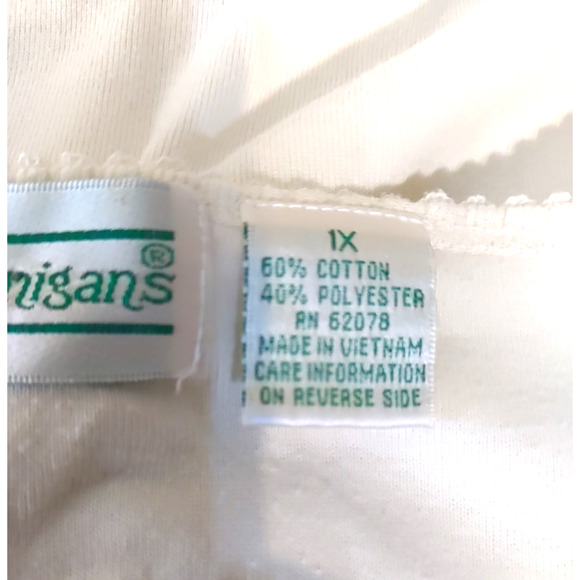 nigans®
1X
60% COTTON
40% POLYESTER
RN 62078
MADE IN VIETNAM
CARE INFORMATION
ON REVERSE SIDE